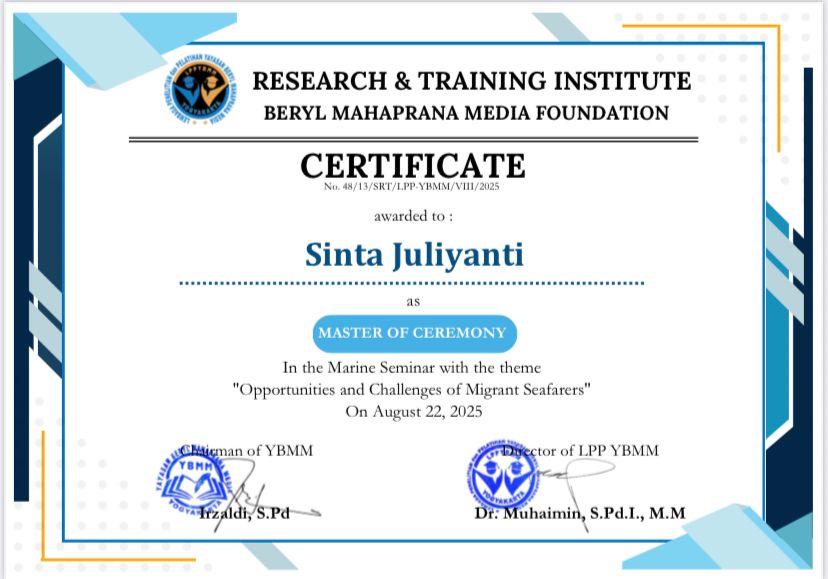 RESEARCH & TRAINING INSTITUTE
BERYL MAHAPRANA MEDIA FOUNDATION
CERTIFICATE
No. 48/13/SRT/LPP-YBMM/VIII/2025
awarded to :
Sinta Juliyanti
as
MASTER OF CEREMONY
In the Marine Seminar with the theme
"Opportunities and Challenges of Migrant Seafarers"
On August 22, 2025
Chairman of YBMM
Director of LPP YBMM
YBMM
YOGYAKARTA
Irzaldi, S.Pd
Dr. Muhaimin, S.Pd.I., M.M